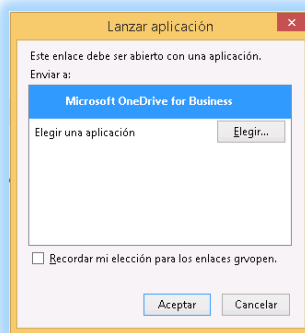 Lanzar aplicación
Este enlace debe ser abierto con una aplicación.
Enviar a:
Microsoft OneDrive for Business
Elegir una aplicación
Elegir...
Recordar mi elección para los enlaces grvopen.
Aceptar
Cancelar